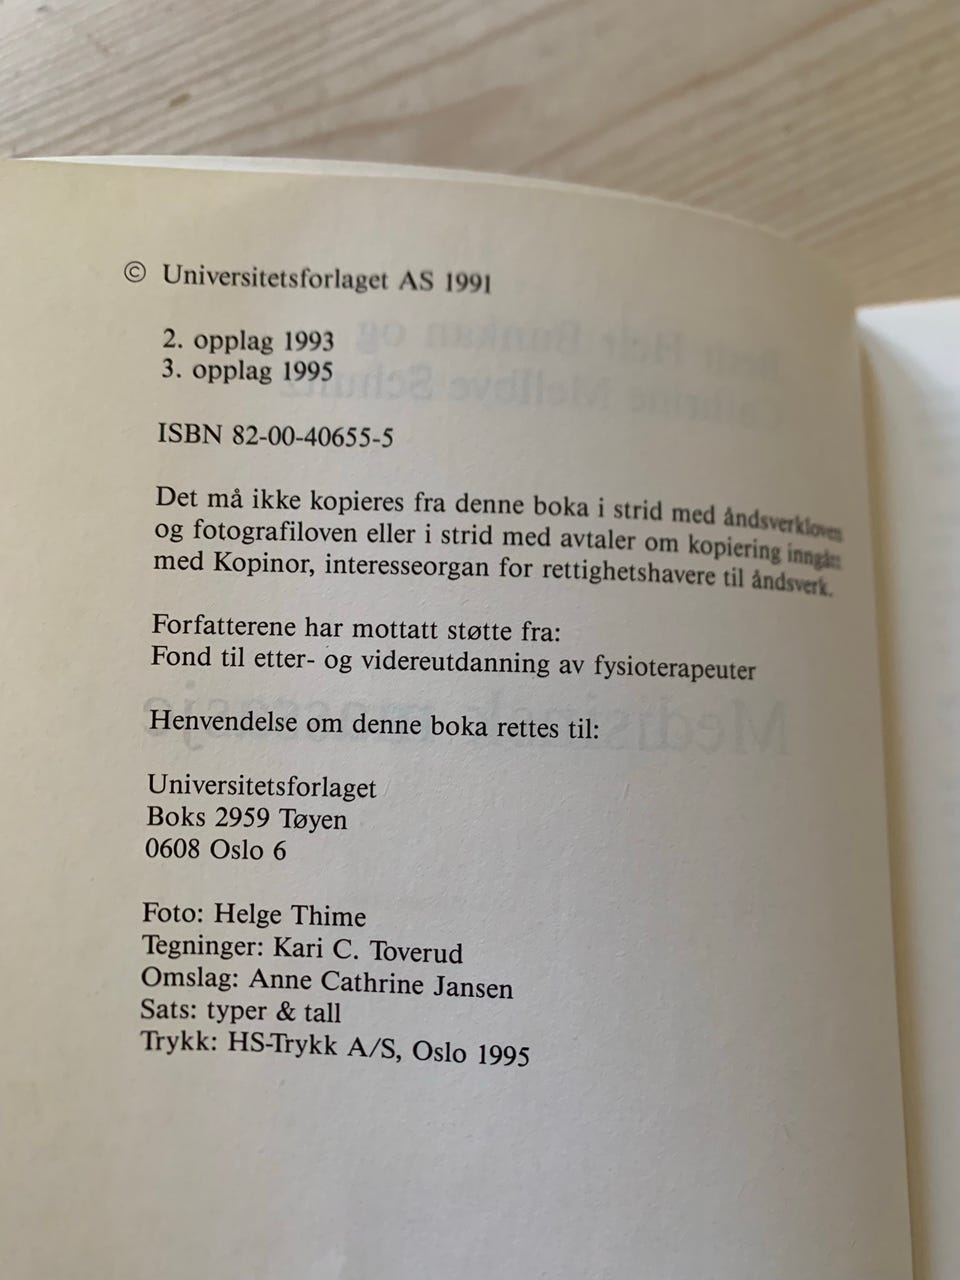 © Universitetsforlaget AS 1991
2. opplag 1993
3. opplag 1995
ISBN 82-00-40655-5
Det må ikke kopieres fra denne boka i strid med åndsverkloven
og fotografiloven eller i strid med avtaler om kopiering inngått
med Kopinor, interesseorgan for rettighetshavere til åndsverk.
Forfatterene har mottatt støtte fra:
Fond til etter- og videreutdanning av fysioterapeuter
Henvendelse om denne boka rettes til:
Universitetsforlaget
Boks 2959 Tøyen
0608 Oslo 6
Foto: Helge Thime
Tegninger: Kari C. Toverud
Omslag: Anne Cathrine Jansen
Sats: typer & tall
Trykk: HS-Trykk A/S, Oslo 1995